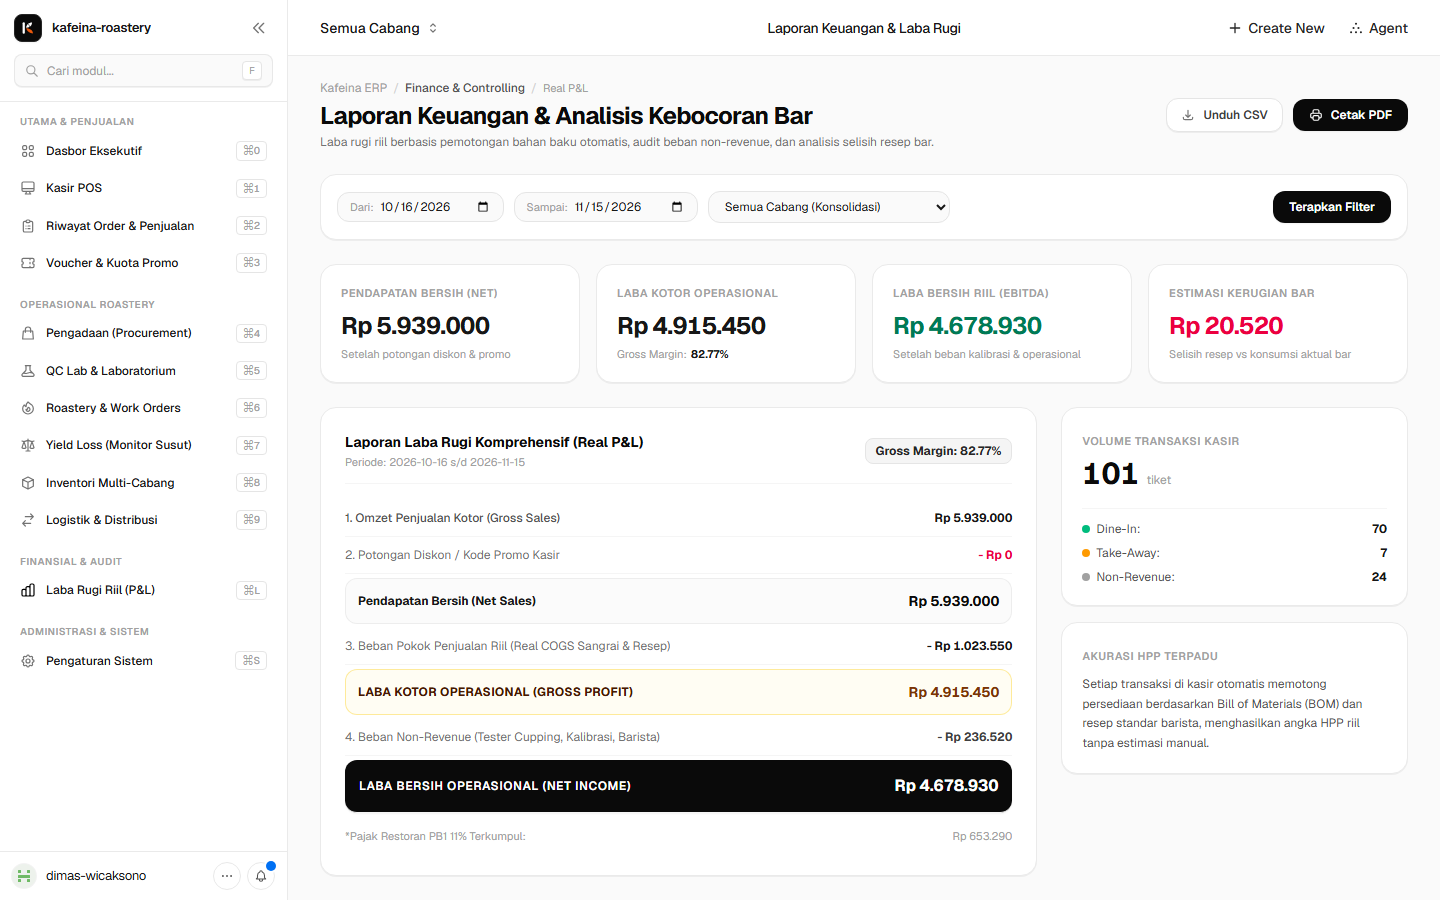 kafeina-roastery
Cari modul...
F
UTAMA & PENJUALAN
Dasbor Eksekutif
⌘0
Kasir POS
⌘1
Riwayat Order & Penjualan
⌘2
Voucher & Kuota Promo
⌘3
OPERASIONAL ROASTERY
Pengadaan (Procurement)
⌘4
QC Lab & Laboratorium
⌘5
Roastery & Work Orders
⌘6
Yield Loss (Monitor Susut)
⌘7
Inventori Multi-Cabang
⌘8
Logistik & Distribusi
⌘9
FINANSIAL & AUDIT
Laba Rugi Riil (P&L)
⌘L
ADMINISTRASI & SISTEM
Pengaturan Sistem
⌘S
dimas-wicaksono
Semua Cabang
Laporan Keuangan & Laba Rugi
Create New
Agent
Kafeina ERP / Finance & Controlling / Real P&L
Laporan Keuangan & Analisis Kebocoran Bar
Laba rugi riil berbasis pemotongan bahan baku otomatis, audit beban non-revenue, dan analisis selisih resep bar.
Unduh CSV
Cetak PDF
Dari: 10/16/2026
Sampai: 11/15/2026
Semua Cabang (Konsolidasi)
Terapkan Filter
PENDAPATAN BERSIH (NET)
Rp 5.939.000
Setelah potongan diskon & promo
LABA KOTOR OPERASIONAL
Rp 4.915.450
Gross Margin: 82.77%
LABA BERSIH RIIL (EBITDA)
Rp 4.678.930
Setelah beban kalibrasi & operasional
ESTIMASI KERUGIAN BAR
Rp 20.520
Selisih resep vs konsumsi aktual bar
Laporan Laba Rugi Komprehensif (Real P&L)
Periode: 2026-10-16 s/d 2026-11-15
Gross Margin: 82.77%
1. Omzet Penjualan Kotor (Gross Sales)
Rp 5.939.000
2. Potongan Diskon / Kode Promo Kasir
- Rp 0
Pendapatan Bersih (Net Sales)
Rp 5.939.000
3. Beban Pokok Penjualan Riil (Real COGS Sangrai & Resep)
- Rp 1.023.550
LABA KOTOR OPERASIONAL (GROSS PROFIT)
Rp 4.915.450
4. Beban Non-Revenue (Tester Cupping, Kalibrasi, Barista)
- Rp 236.520
LABA BERSIH OPERASIONAL (NET INCOME)
Rp 4.678.930
*Pajak Restoran PB1 11% Terkumpul:
Rp 653.290
VOLUME TRANSAKSI KASIR
101 tiket
Dine-In:
70
Take-Away:
7
Non-Revenue:
24
AKURASI HPP TERPADU
Setiap transaksi di kasir otomatis memotong
persediaan berdasarkan Bill of Materials (BOM) dan
resep standar barista, menghasilkan angka HPP riil
tanpa estimasi manual.